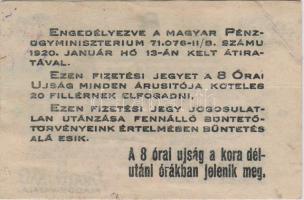 ENGEDÉLYEZVE A MAGYAR PÉNZ-
ÜGYMINISZTERIUM 71.076-II/B. SZÁMU
1920. JANUÁR HÓ 13-ÁN KELT ÁTIRA-
TÁVAL.
EZEN FIZETÉSI JEGYET A 8 ÓRAI
UJSÁG MINDEN ÁRUSITÓJA KÖTELES
20 FILLÉRNEK ELFOGADNI.
EZEN FIZETÉSI JEGY JOGOSULAT-
LAN UTÁNZÁSA FENNÁLLÓ BÜNTETŐ-
TÖRVÉNYEINK ÉRTELMÉBEN BÜNTETÉS
ALÁ ESIK.
A 8 órai ujság a kora dél-
utáni órákban jelenik meg.